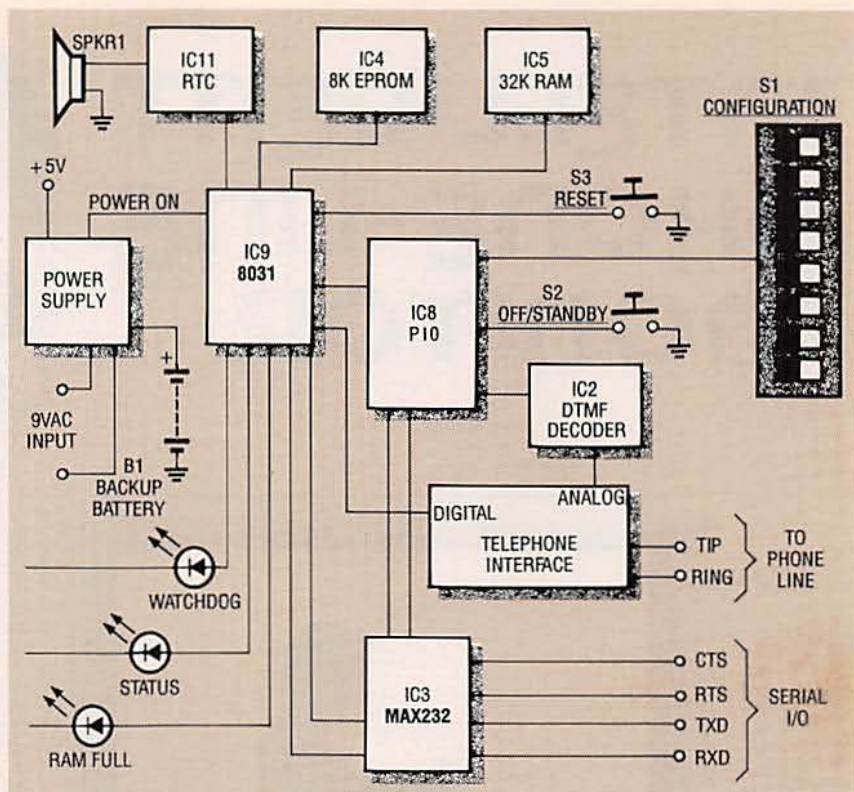 SPKR1
IC11
RTC
IC4
8K EPROM
IC5
32K RAM
S1
CONFIGURATION
+5V
POWER ON
S3
RESET
POWER
SUPPLY
IC9
8031
IC8
PIO
S2
OFF/STANDBY
IC2
DTMF
DECODER
9VAC
INPUT
+
B1
BACKUP
BATTERY
DIGITAL
ANALOG
TELEPHONE
INTERFACE
TIP
RING
TO
PHONE
LINE
WATCHDOG
STATUS
RAM FULL
IC3
MAX232
CTS
RTS
TXD
RXD
SERIAL
I/O